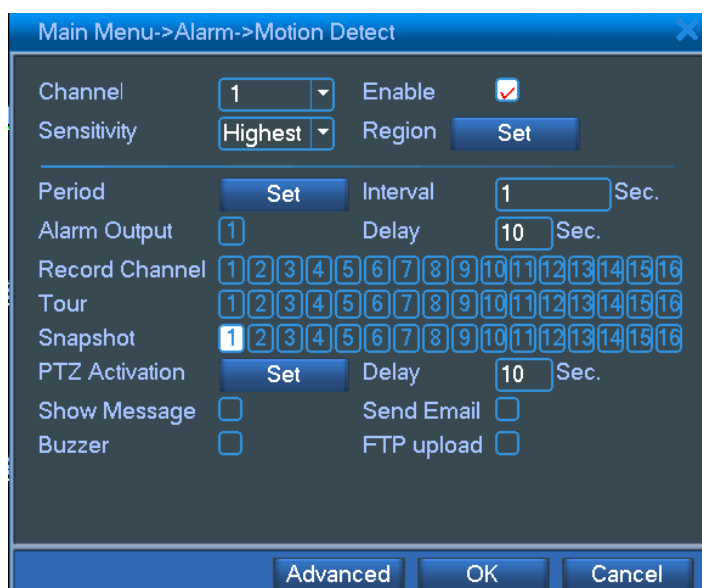 Main Menu->Alarm->Motion Detect
Channel 1 Enable
Sensitivity Highest Region Set
Period Set Interval 1 Sec.
Alarm Output 1 Delay 10 Sec.
Record Channel 1 2 3 4 5 6 7 8 9 10 11 12 13 14 15 16
Tour 1 2 3 4 5 6 7 8 9 10 11 12 13 14 15 16
Snapshot 1 2 3 4 5 6 7 8 9 10 11 12 13 14 15 16
PTZ Activation Set Delay 10 Sec.
Show Message Send Email
Buzzer FTP upload
Advanced OK Cancel